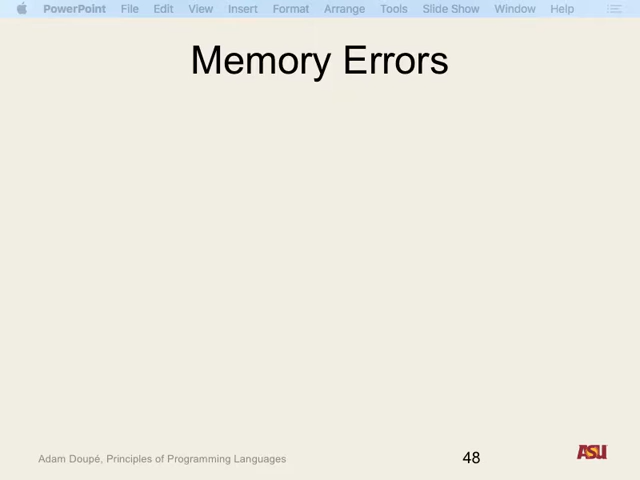 PowerPoint File Edit View Insert Format Arrange Tools Slide Show Window Help
Memory Errors
Adam Doupé, Principles of Programming Languages 48 ASU